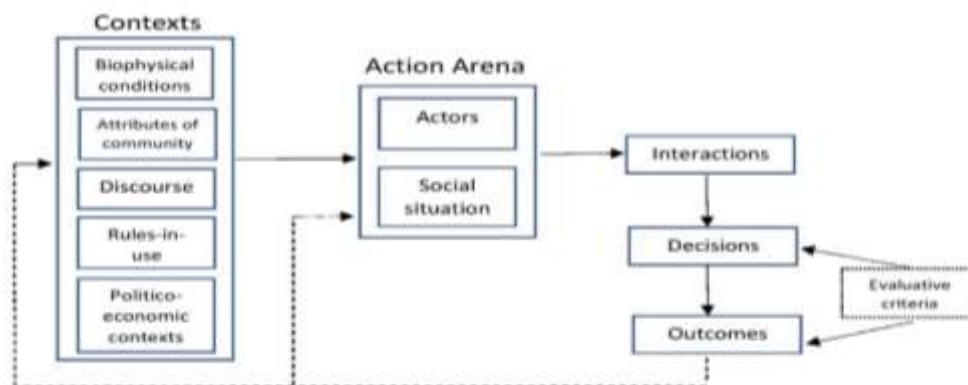 Contexts
Biophysical
conditions
Attributes of
community
Discourse
Rules-in-
use
Politico-
economic
contexts
Action Arena
Actors
Social
situation
Interactions
Decisions
Outcomes
Evaluative
criteria